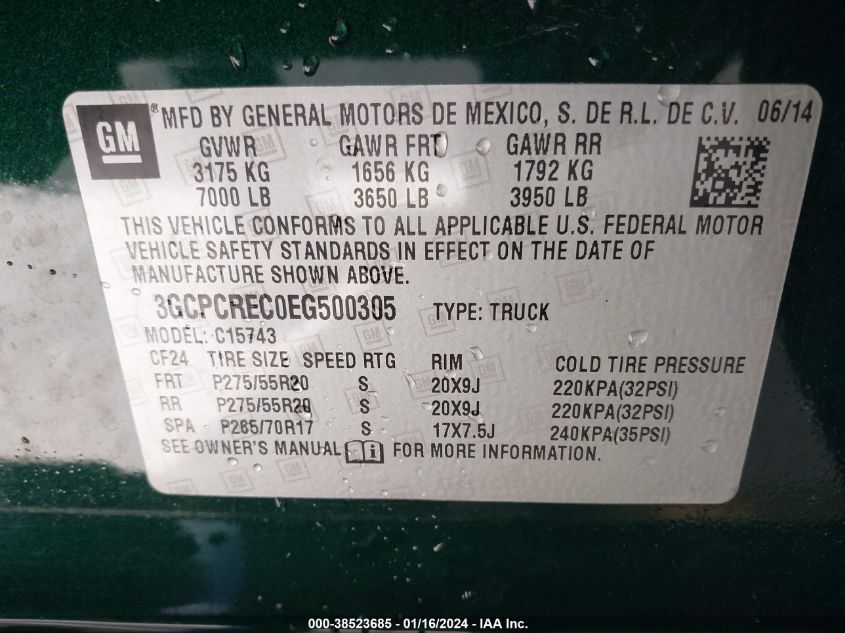 GM ®MFD BY GENERAL MOTORS DE MEXICO, S. DE R.L. DE C.V. 06/14
GVWR GAWR FRT GAWR RR
3175 KG 1656 KG 1792 KG
7000 LB 3650 LB 3950 LB
THIS VEHICLE CONFORMS TO ALL APPLICABLE U.S. FEDERAL MOTOR
VEHICLE SAFETY STANDARDS IN EFFECT ON THE DATE OF
MANUFACTURE SHOWN ABOVE.
3GCPCREC0EG500305 TYPE: TRUCK
MODEL: C15743
CF24 TIRE SIZE SPEED RTG RIM COLD TIRE PRESSURE
FRT P275/55R20 S 20X9J 220KPA(32PSI)
RR P275/55R20 S 20X9J 220KPA(32PSI)
SPA P265/70R17 S 17X7.5J 240KPA(35PSI)
SEE OWNER'S MANUAL FOR MORE INFORMATION.
000-38523685 - 01/16/2024 - IAA Inc.